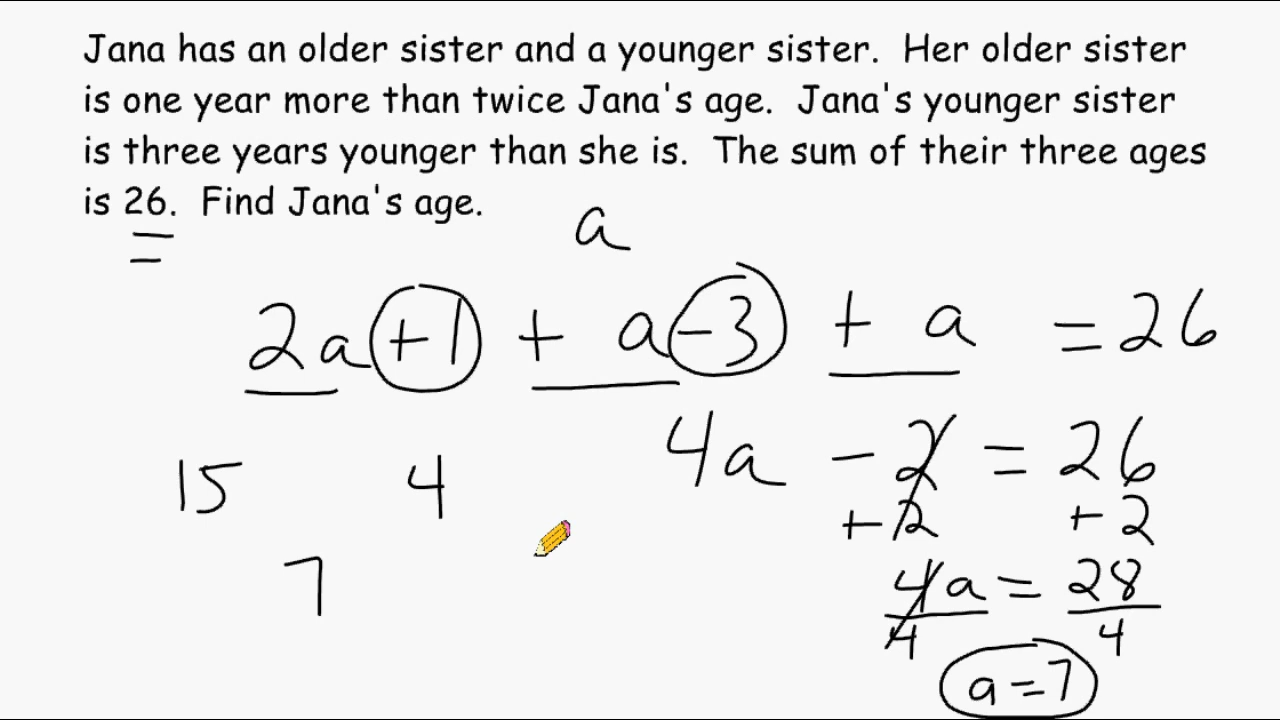 Jana has an older sister and a younger sister. Her older sister
is one year more than twice Jana's age. Jana's younger sister
is three years younger than she is. The sum of their three ages
is 26. Find Jana's age.
a
2a+1 + a-3 + a = 26
4a - 2 = 26
15 4
+2 +2
7
4a = 28
4 4
a=7